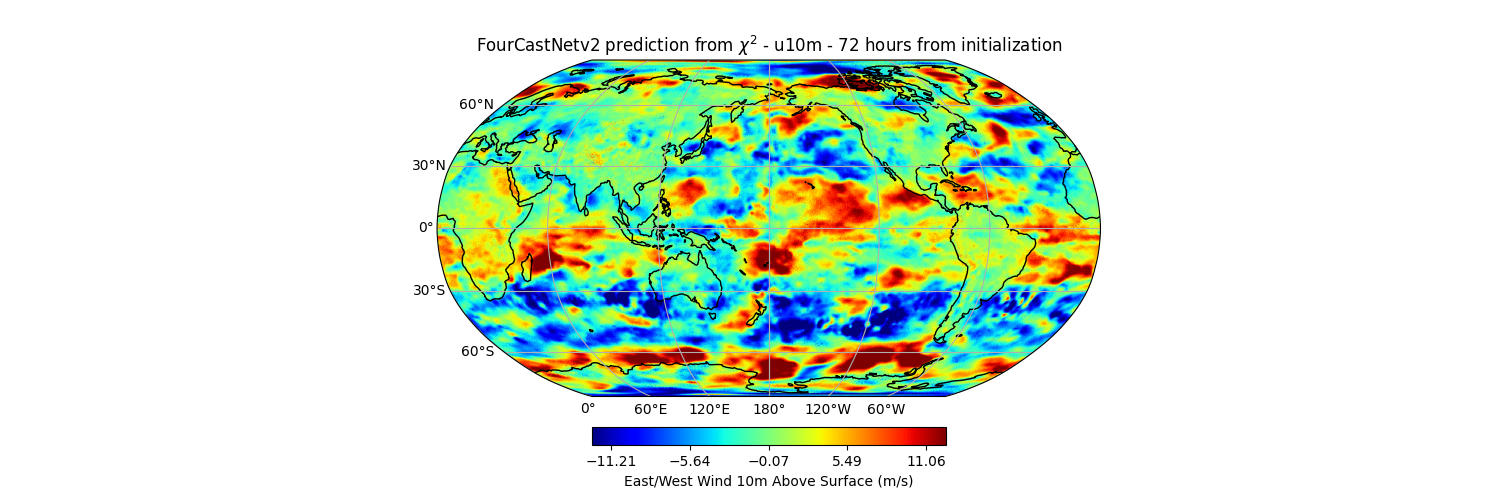 FourCastNetv2 prediction from χ² - u10m - 72 hours from initialization
60°N
30°N
0°
30°S
60°S
0° 60°E 120°E 180° 120°W 60°W
−11.21 −5.64 −0.07 5.49 11.06
East/West Wind 10m Above Surface (m/s)